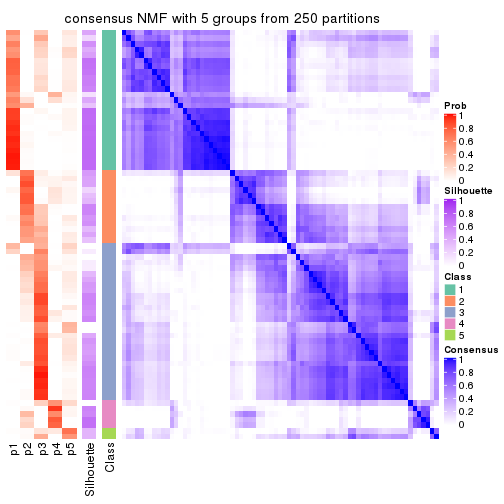 consensus NMF with 5 groups from 250 partitions
Prob
1
0.8
0.6
0.4
0.2
0
Silhouette
1
0.8
0.6
0.4
0.2
0
Class
1
2
3
4
5
Consensus
1
0.8
0.6
0.4
0.2
0
p1
p2
p3
p4
p5
Silhouette
Class